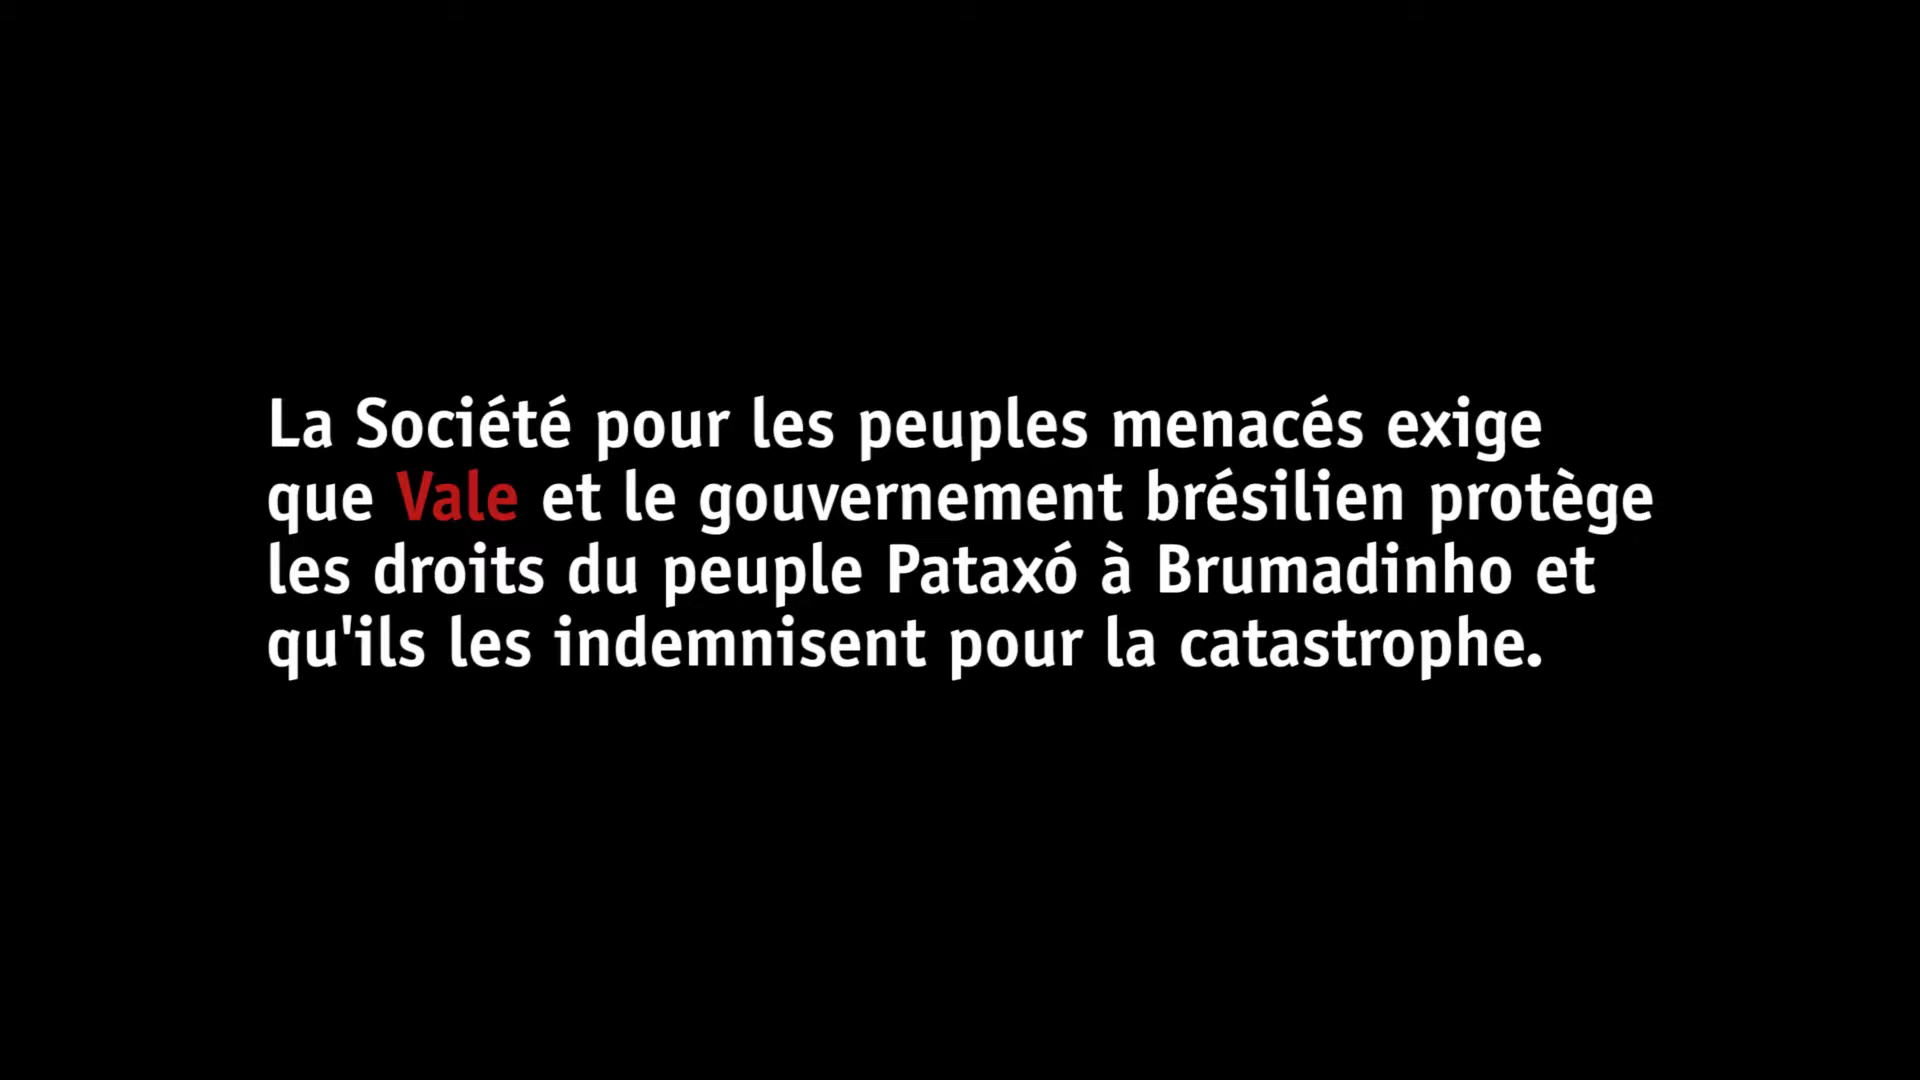 La Société pour les peuples menacés exige
que Vale et le gouvernement brésilien protège
les droits du peuple Pataxó à Brumadinho et
qu'ils les indemnisent pour la catastrophe.